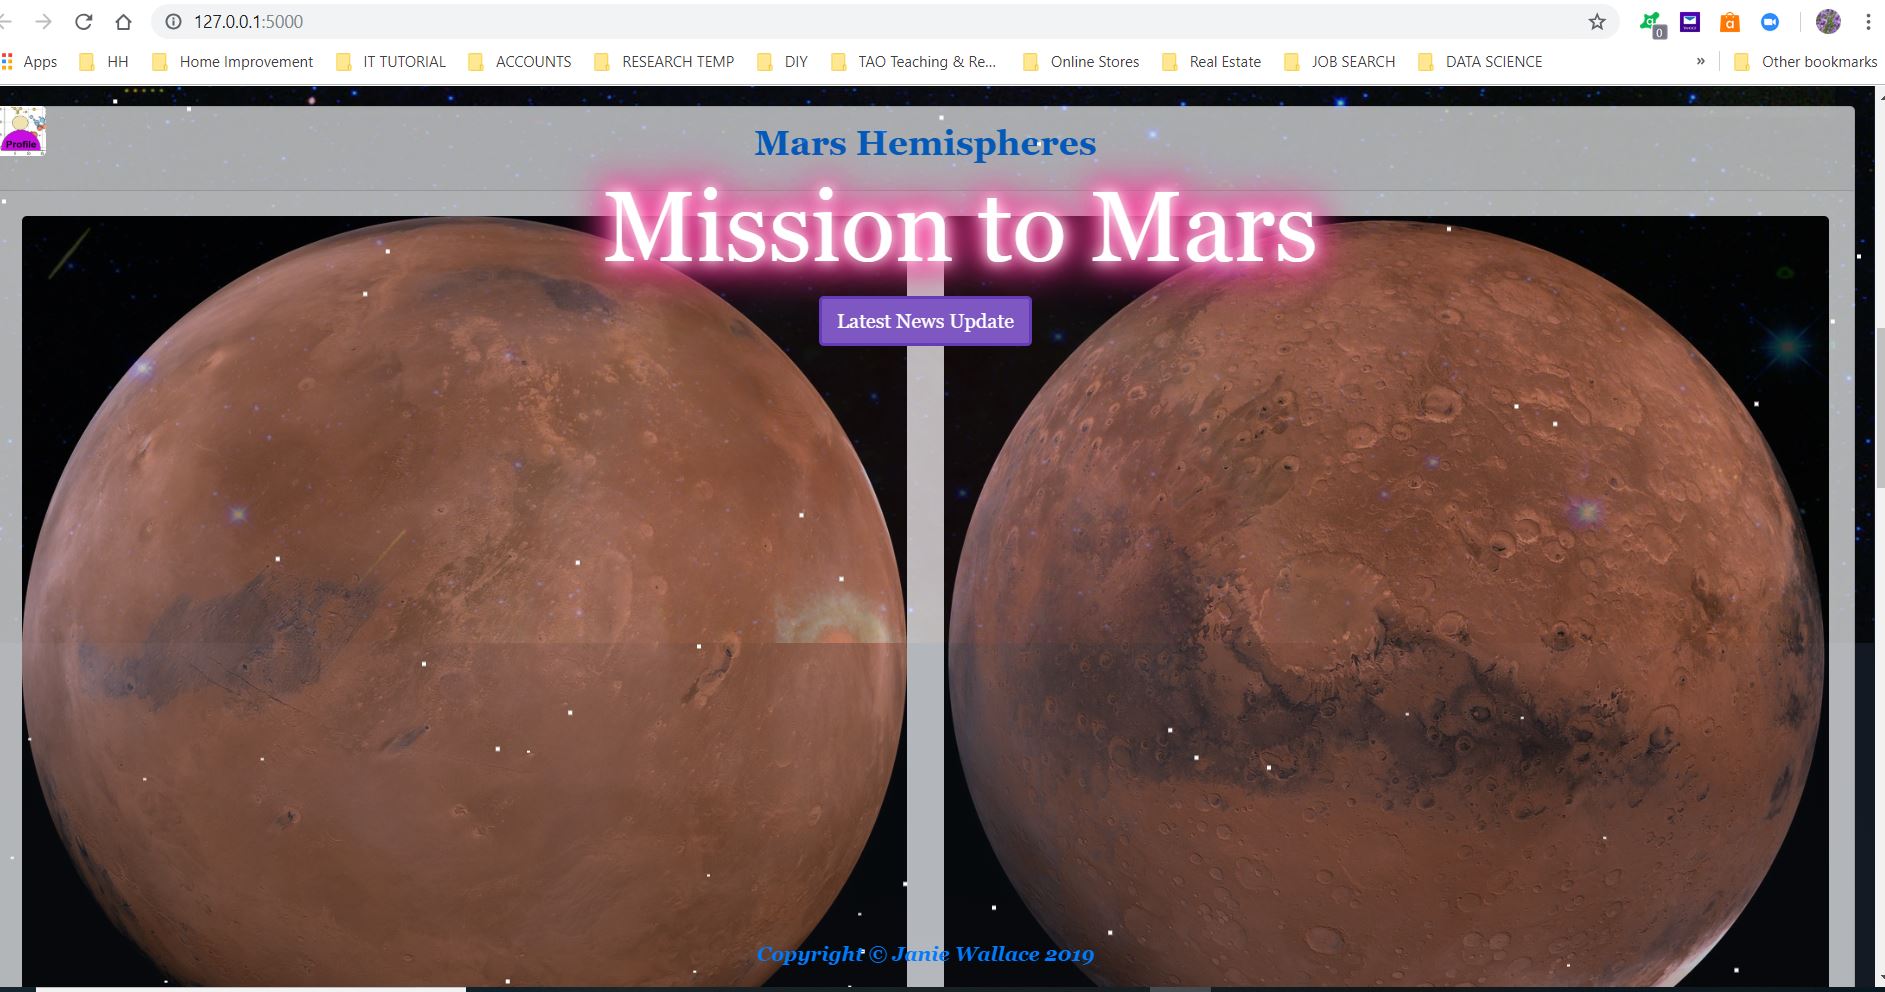 127.0.0.1:5000
0
Apps HH Home Improvement IT TUTORIAL ACCOUNTS RESEARCH TEMP DIY TAO Teaching & Re... Online Stores Real Estate JOB SEARCH DATA SCIENCE » Other bookmarks
Profile
Mars Hemispheres
Mission to Mars
Latest News Update
Copyright © Janie Wallace 2019